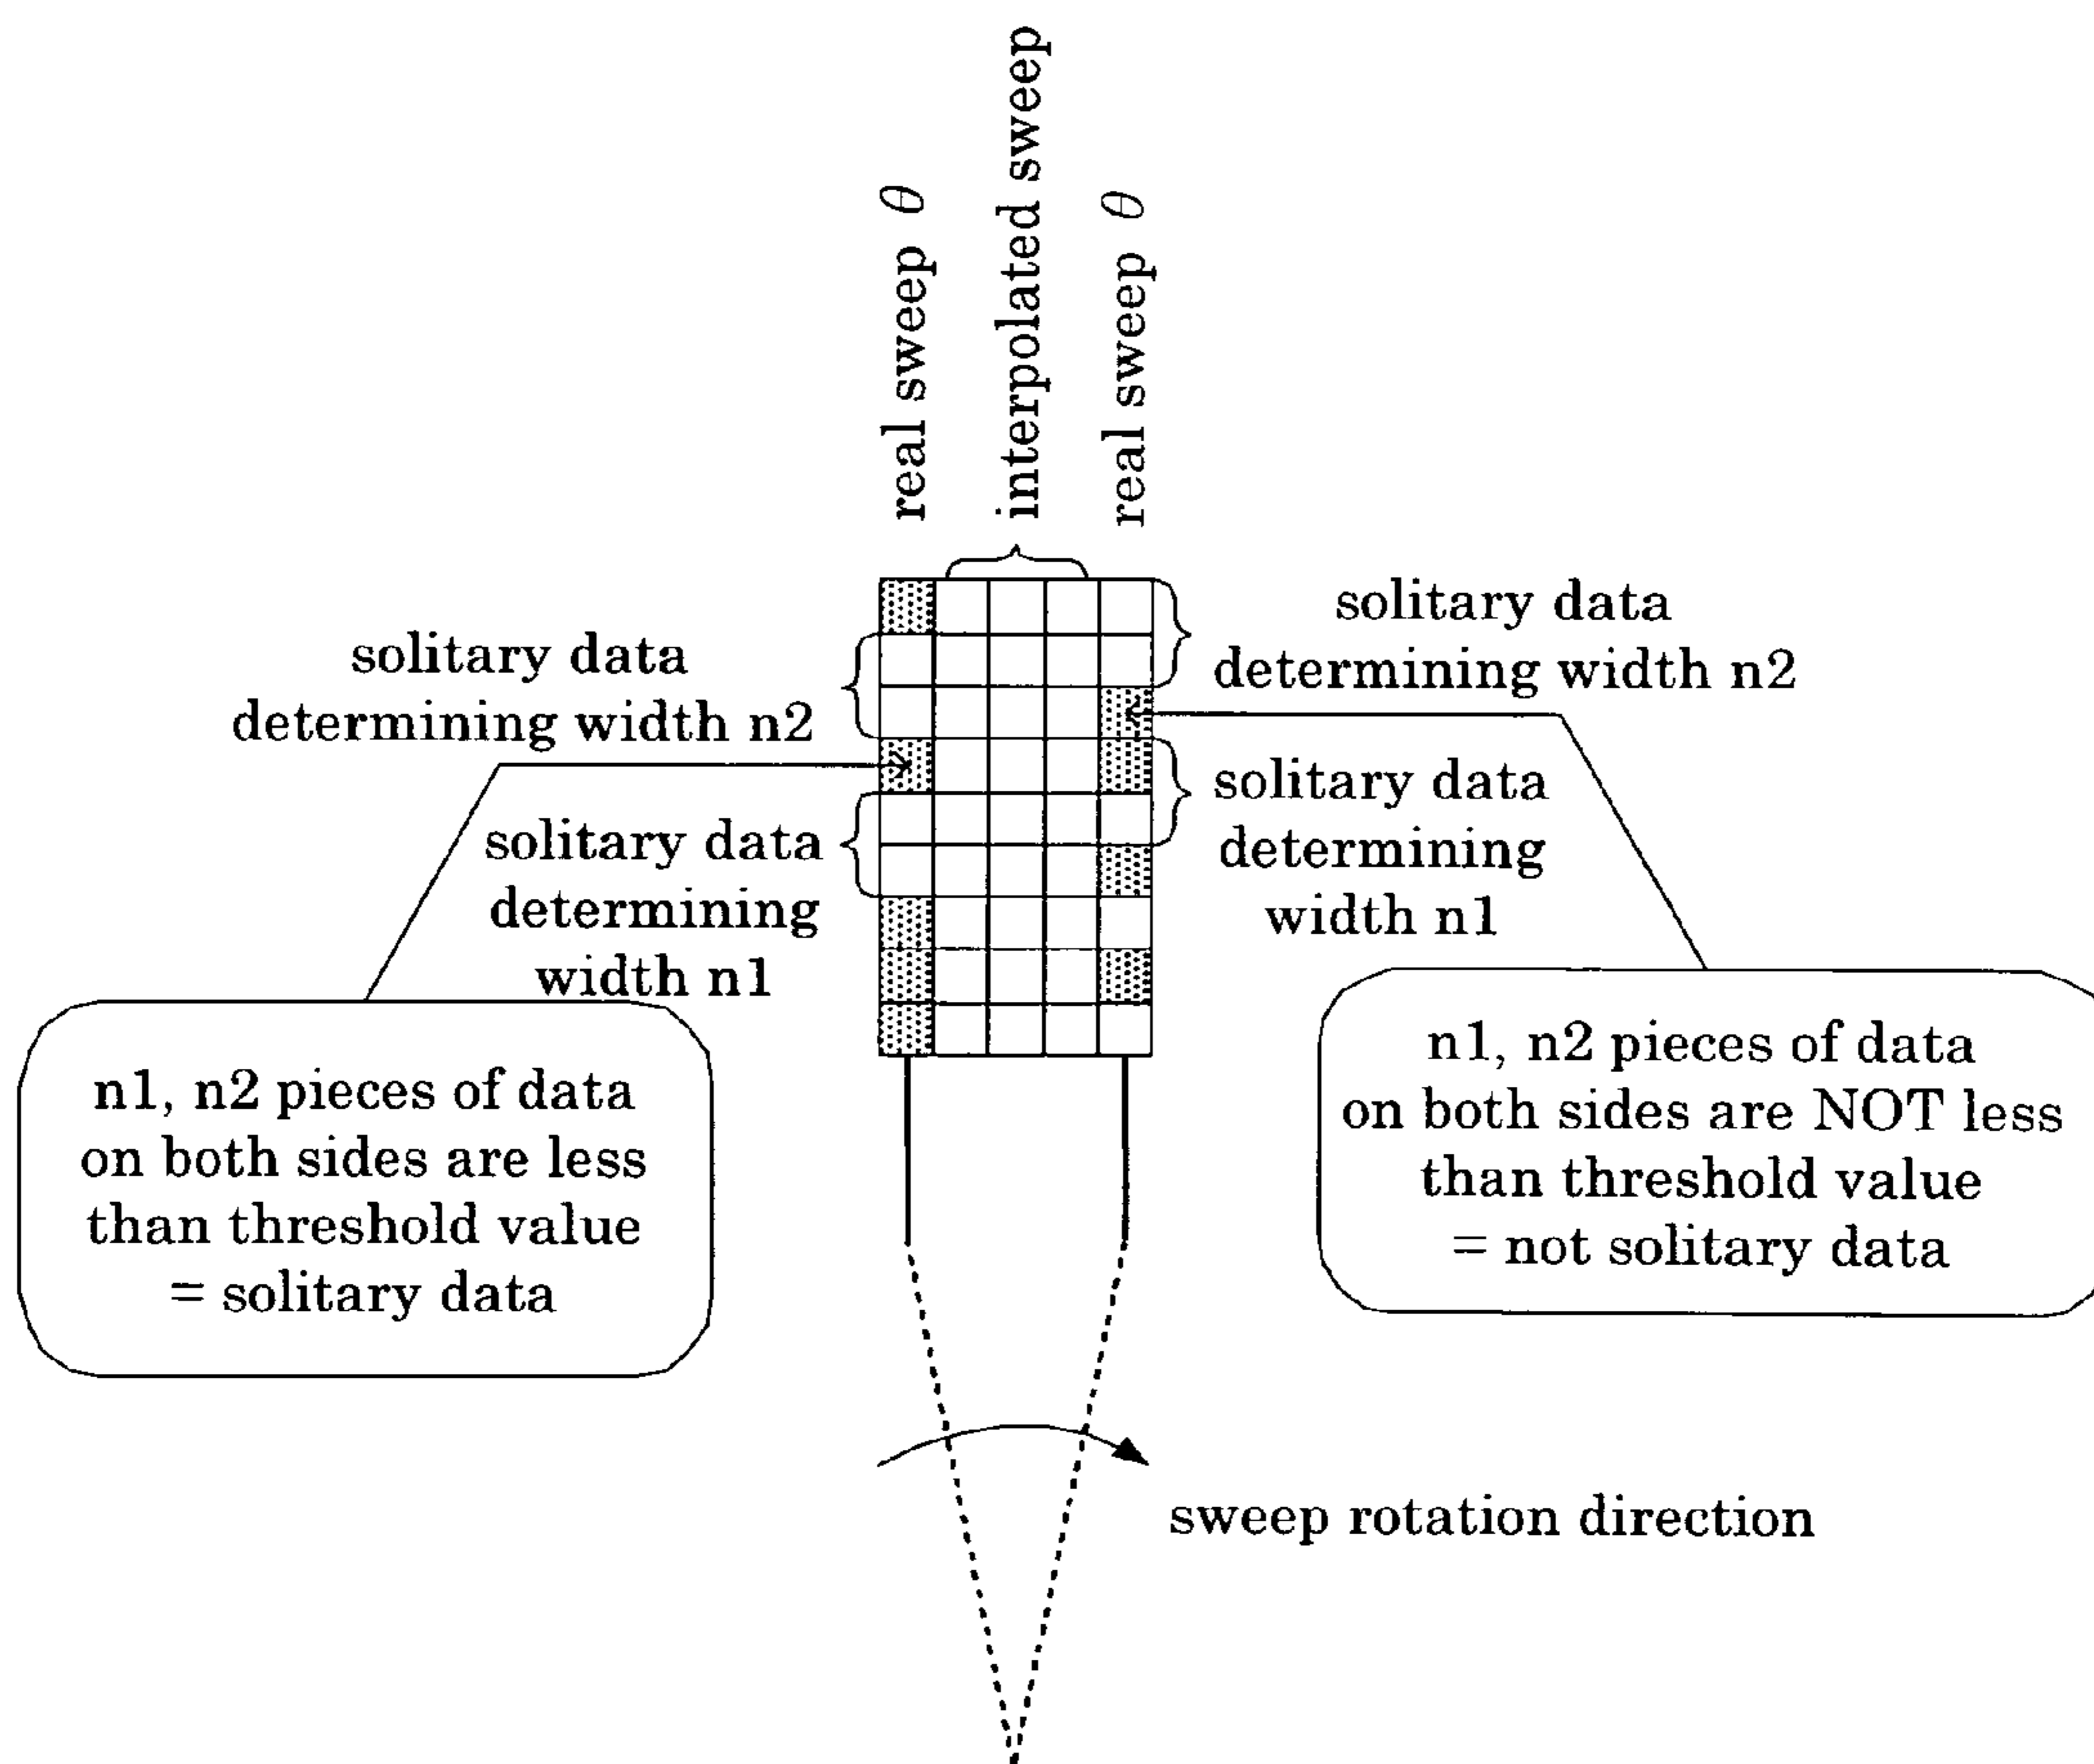 real sweep θ
interpolated sweep
real sweep θ
solitary data
determining width n2
solitary data
determining width n2
solitary data
determining
width n1
solitary data
determining
width n1
n1, n2 pieces of data
on both sides are less
than threshold value
= solitary data
n1, n2 pieces of data
on both sides are NOT less
than threshold value
= not solitary data
sweep rotation direction